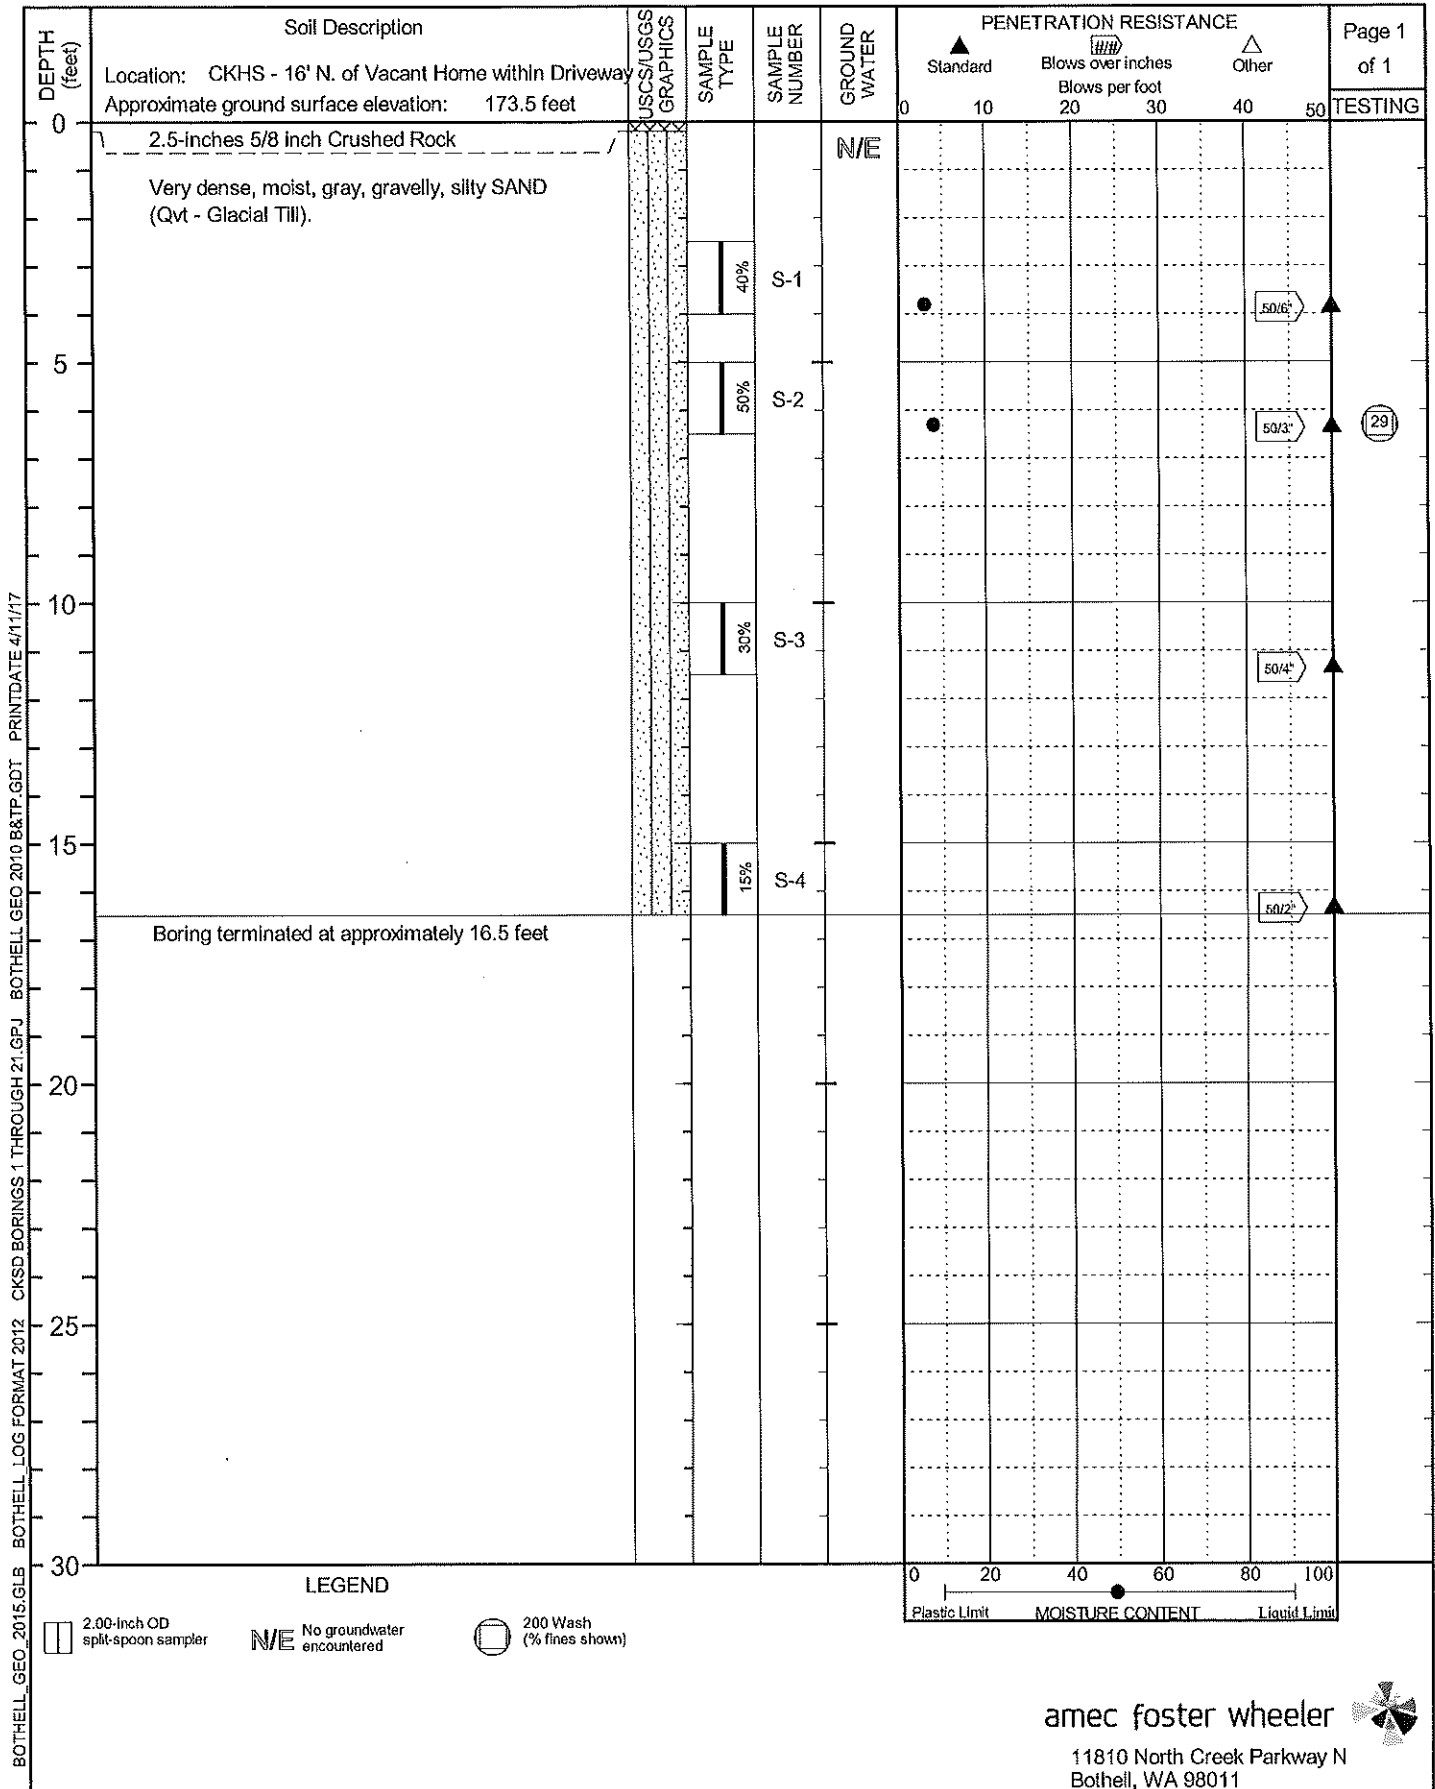 DEPTH
(feet)
Soil Description
Location: CKHS - 16' N. of Vacant Home within Driveway
Approximate ground surface elevation: 173.5 feet
USCS/USGS
GRAPHICS
SAMPLE
TYPE
SAMPLE
NUMBER
GROUND
WATER
PENETRATION RESISTANCE
Standard
##/
Blows over inches
Other
Blows per foot
0 10 20 30 40 50
Page 1
of 1
TESTING
0
2.5-inches 5/8 inch Crushed Rock
N/E
Very dense, moist, gray, gravelly, silty SAND
(Qvt - Glacial Till).
40% S-1
50/6"
5
50% S-2
50/3"
29
10
30% S-3
50/4"
15
15% S-4
50/2"
Boring terminated at approximately 16.5 feet
20
25
30
0 20 40 60 80 100
Plastic Limit MOISTURE CONTENT Liquid Limit
LEGEND
2.00-inch OD
split-spoon sampler
N/E No groundwater
encountered
200 Wash
(% fines shown)
BOTHELL_GEO_2015.GLB BOTHELL_LOG FORMAT 2012 CKSD BORINGS 1 THROUGH 21.GPJ BOTHELL GEO 2010 B&TP.GDT PRINTDATE 4/11/17
amec foster wheeler
11810 North Creek Parkway N
Bothell, WA 98011